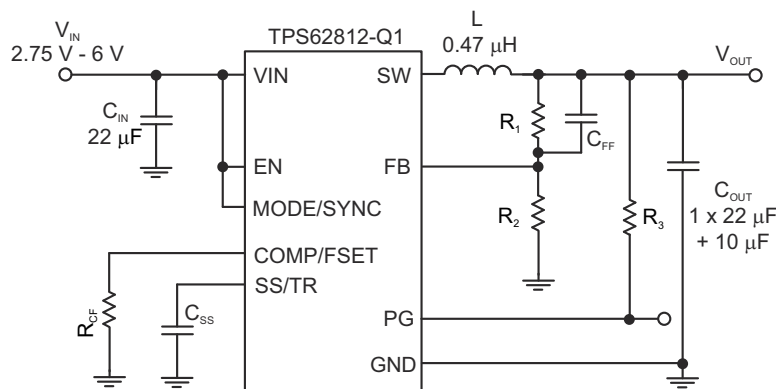 L
TPS62812-Q1
V_IN
2.75 V - 6 V
0.47 µH
V_OUT
VIN
SW
C_IN
22 µF
R_1
C_FF
EN
FB
MODE/SYNC
R_2
R_3
C_OUT
1 x 22 µF
+ 10 µF
COMP/FSET
SS/TR
R_CF
C_SS
PG
GND